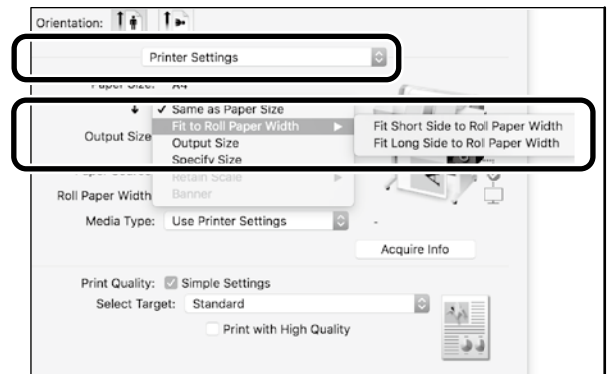 Orientation:
Printer Settings
Paper Size: A4
✓ Same as Paper Size
Output Size Fit to Roll Paper Width Fit Short Side to Roll Paper Width
Output Size Fit Long Side to Roll Paper Width
Specify Size
Paper Source: Retain Scale
Roll Paper Width Banner
Media Type: Use Printer Settings -
Acquire Info
Print Quality: Simple Settings
Select Target: Standard
Print with High Quality